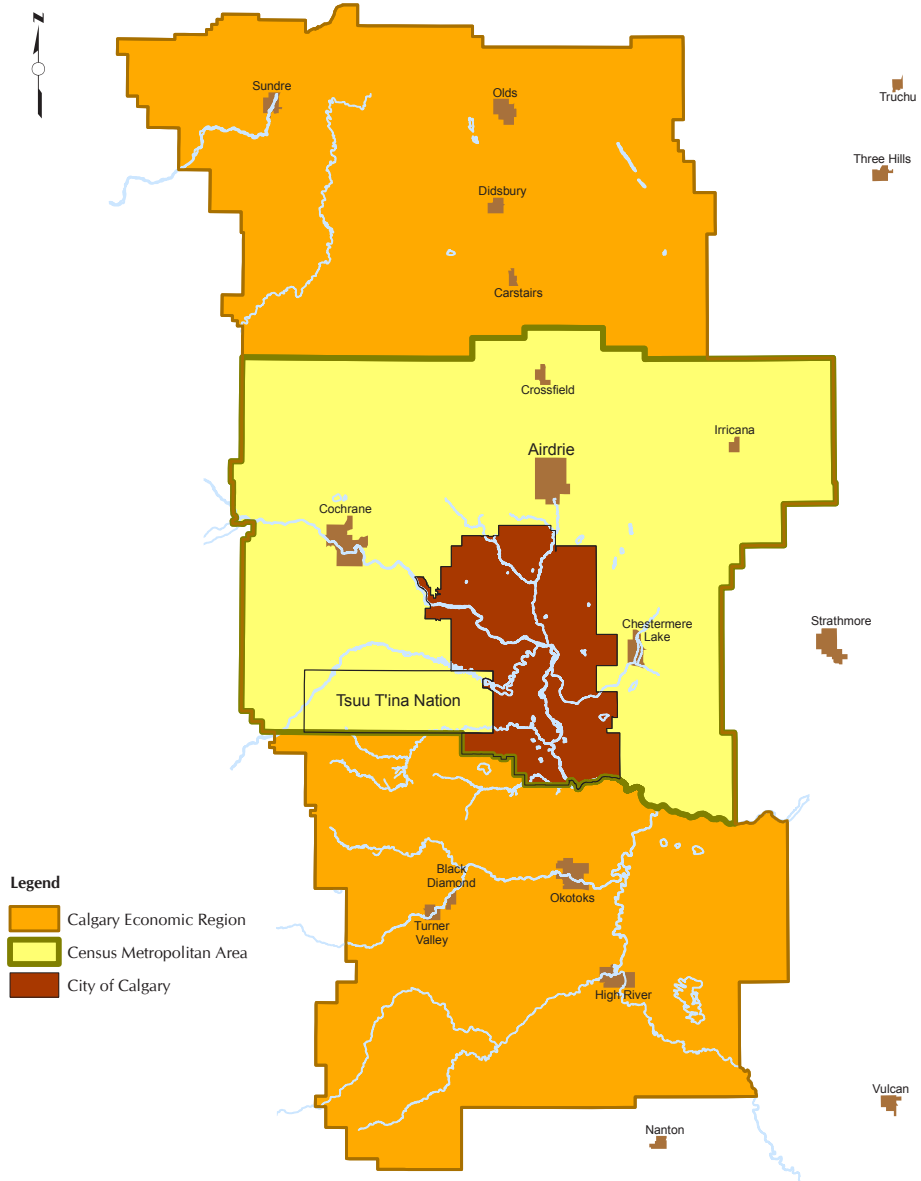 N
Sundre
Olds
Truchu
Three Hills
Didsbury
Carstairs
Crossfield
Irricana
Airdrie
Cochrane
Chestermere
Lake
Strathmore
Tsuu T'ina Nation
Black
Diamond
Okotoks
Turner
Valley
High River
Legend
Calgary Economic Region
Census Metropolitan Area
City of Calgary
Vulcan
Nanton